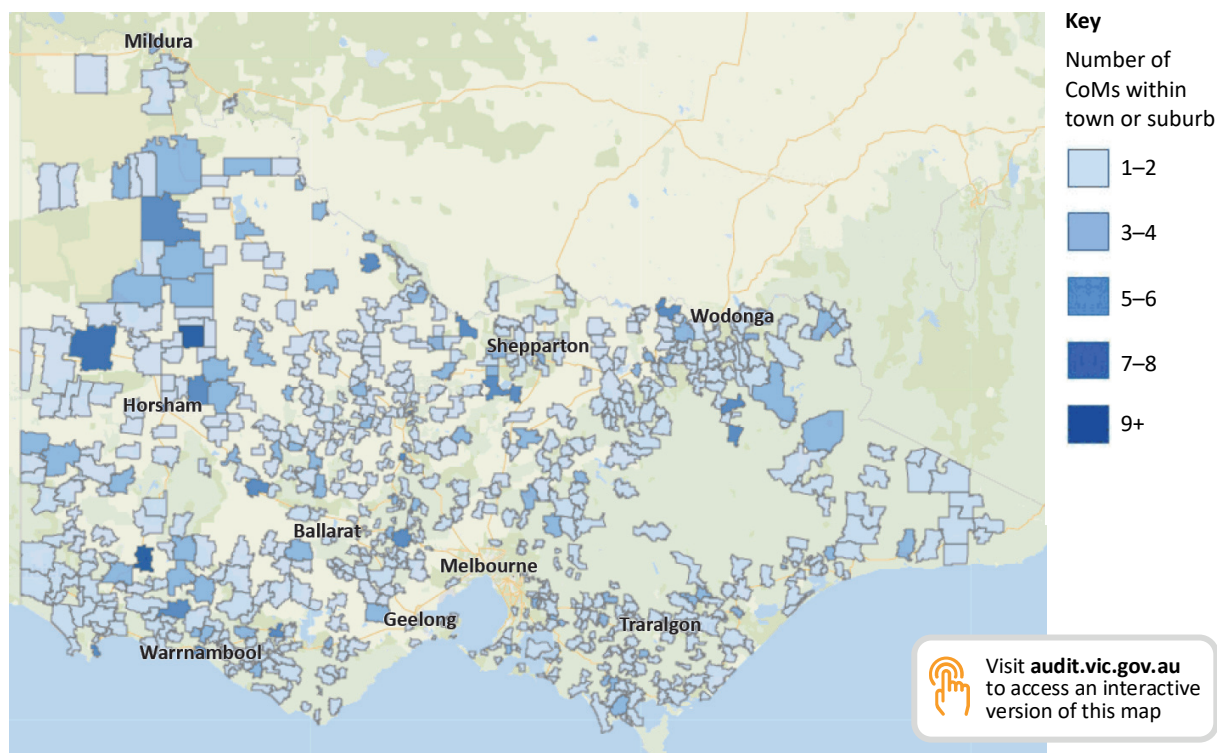 Mildura
Wodonga
Shepparton
Horsham
Ballarat
Melbourne
Geelong
Traralgon
Warrnambool
Key
Number of
CoMs within
town or suburb
1–2
3–4
5–6
7–8
9+
Visit audit.vic.gov.au
to access an interactive
version of this map